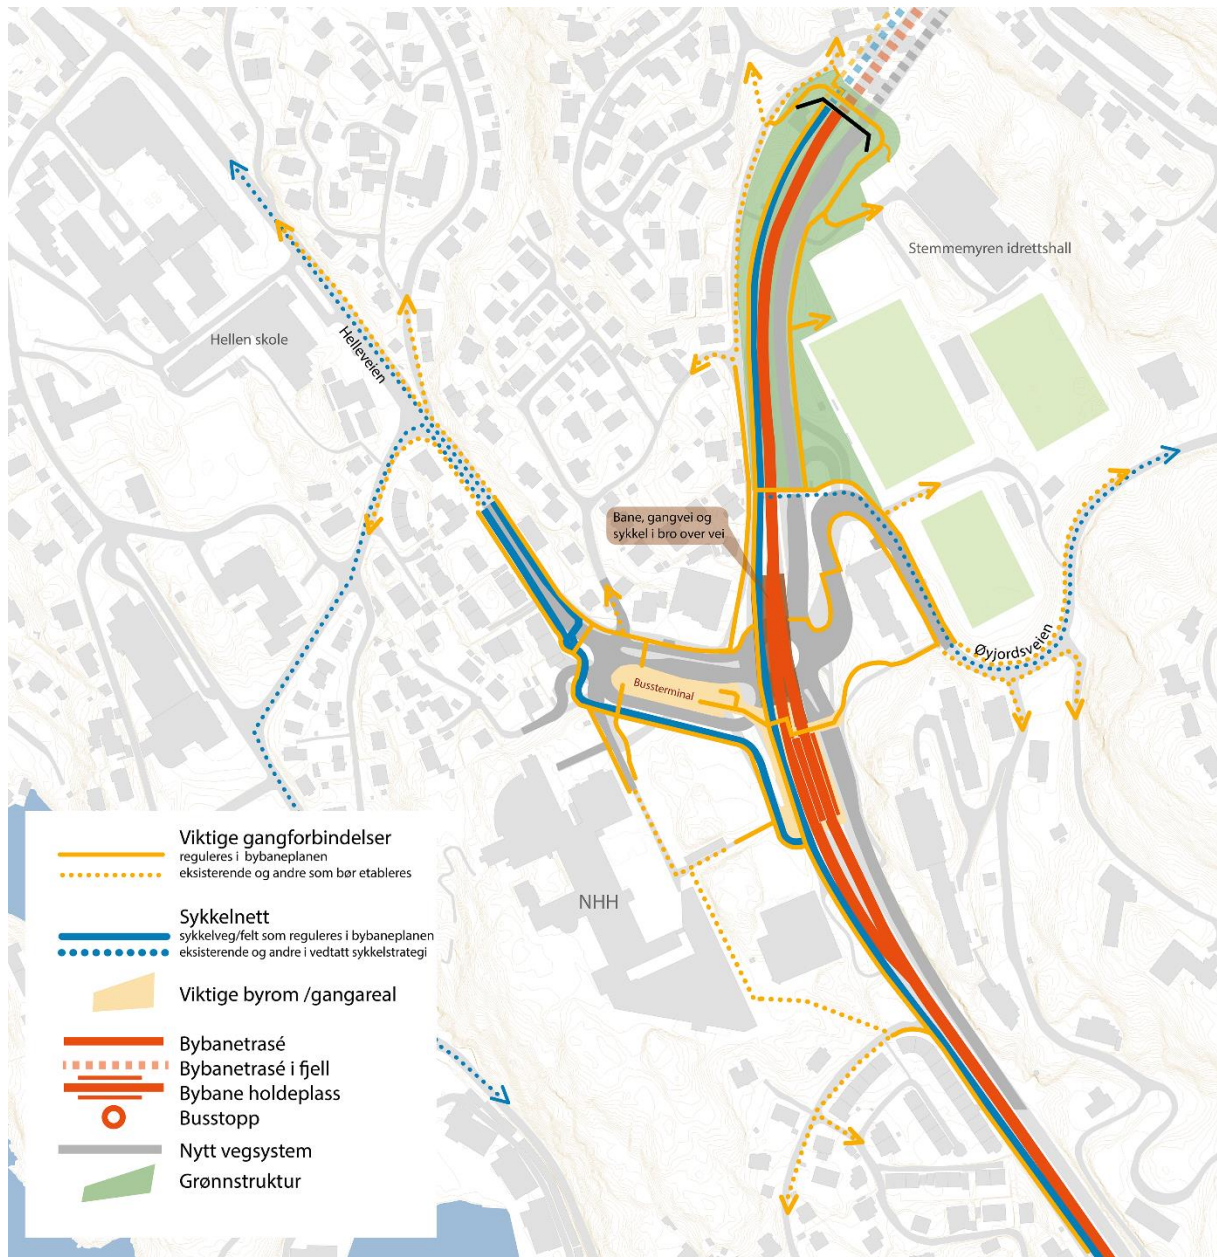 Stemmemyren idrettshall
Hellen skole
Helleveien
Bane, gangvei og
sykkel i bro over vei
Øyjordsveien
Bussterminal
NHH
Viktige gangforbindelser
reguleres i bybaneplanen
eksisterende og andre som bør etableres
Sykkelnett
sykkelveg/felt som reguleres i bybaneplanen
eksisterende og andre i vedtatt sykkelstrategi
Viktige byrom /gangareal
Bybanetrasé
Bybanetrasé i fjell
Bybane holdeplass
Busstopp
Nytt vegsystem
Grønnstruktur